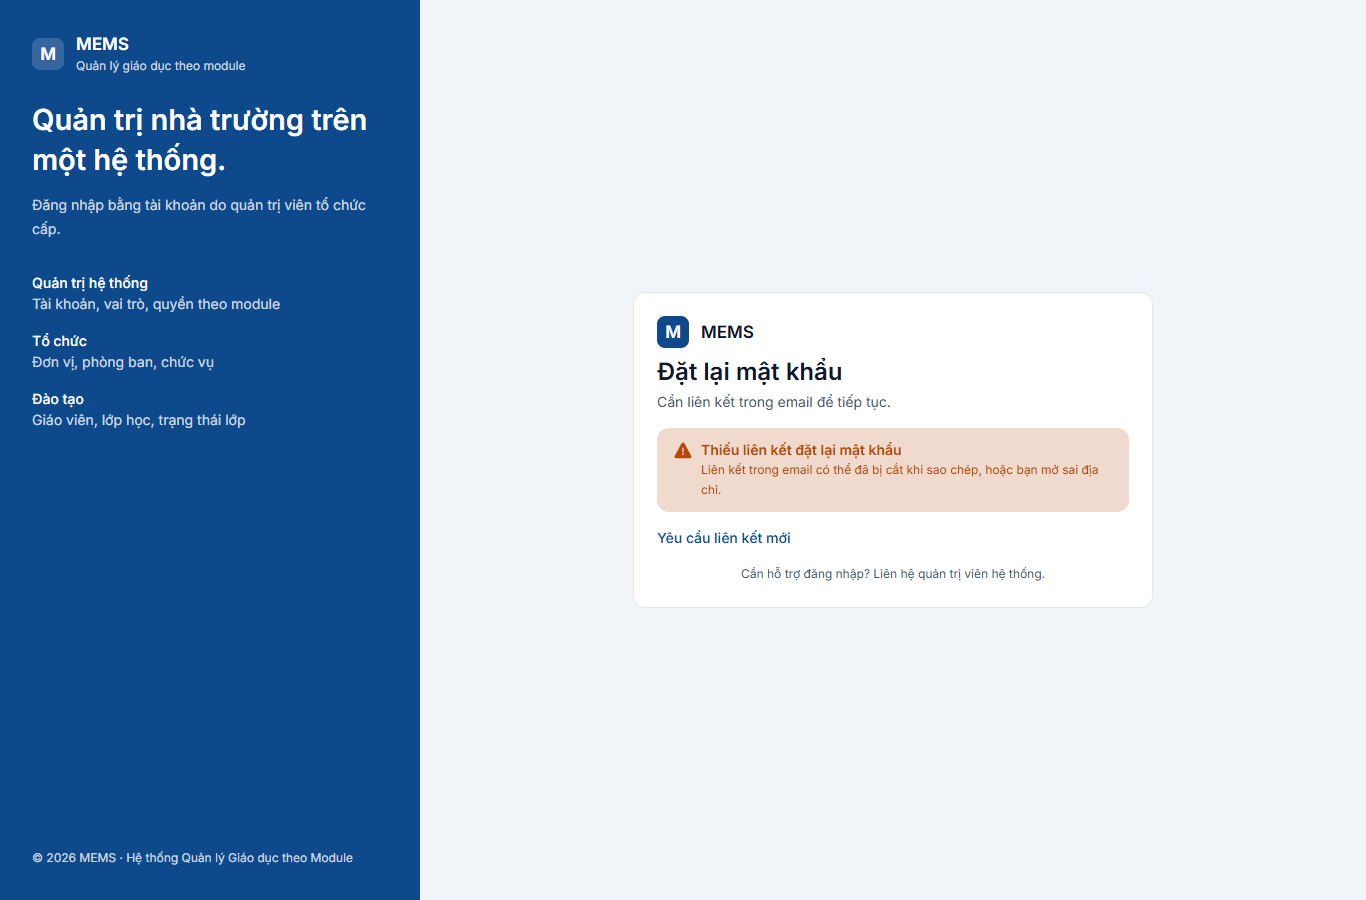 M
MEMS
Quản lý giáo dục theo module
Quản trị nhà trường trên
một hệ thống.
Đăng nhập bằng tài khoản do quản trị viên tổ chức
cấp.
Quản trị hệ thống
Tài khoản, vai trò, quyền theo module
Tổ chức
Đơn vị, phòng ban, chức vụ
Đào tạo
Giáo viên, lớp học, trạng thái lớp
© 2026 MEMS · Hệ thống Quản lý Giáo dục theo Module
M
MEMS
Đặt lại mật khẩu
Cần liên kết trong email để tiếp tục.
Thiếu liên kết đặt lại mật khẩu
Liên kết trong email có thể đã bị cắt khi sao chép, hoặc bạn mở sai địa
chỉ.
Yêu cầu liên kết mới
Cần hỗ trợ đăng nhập? Liên hệ quản trị viên hệ thống.